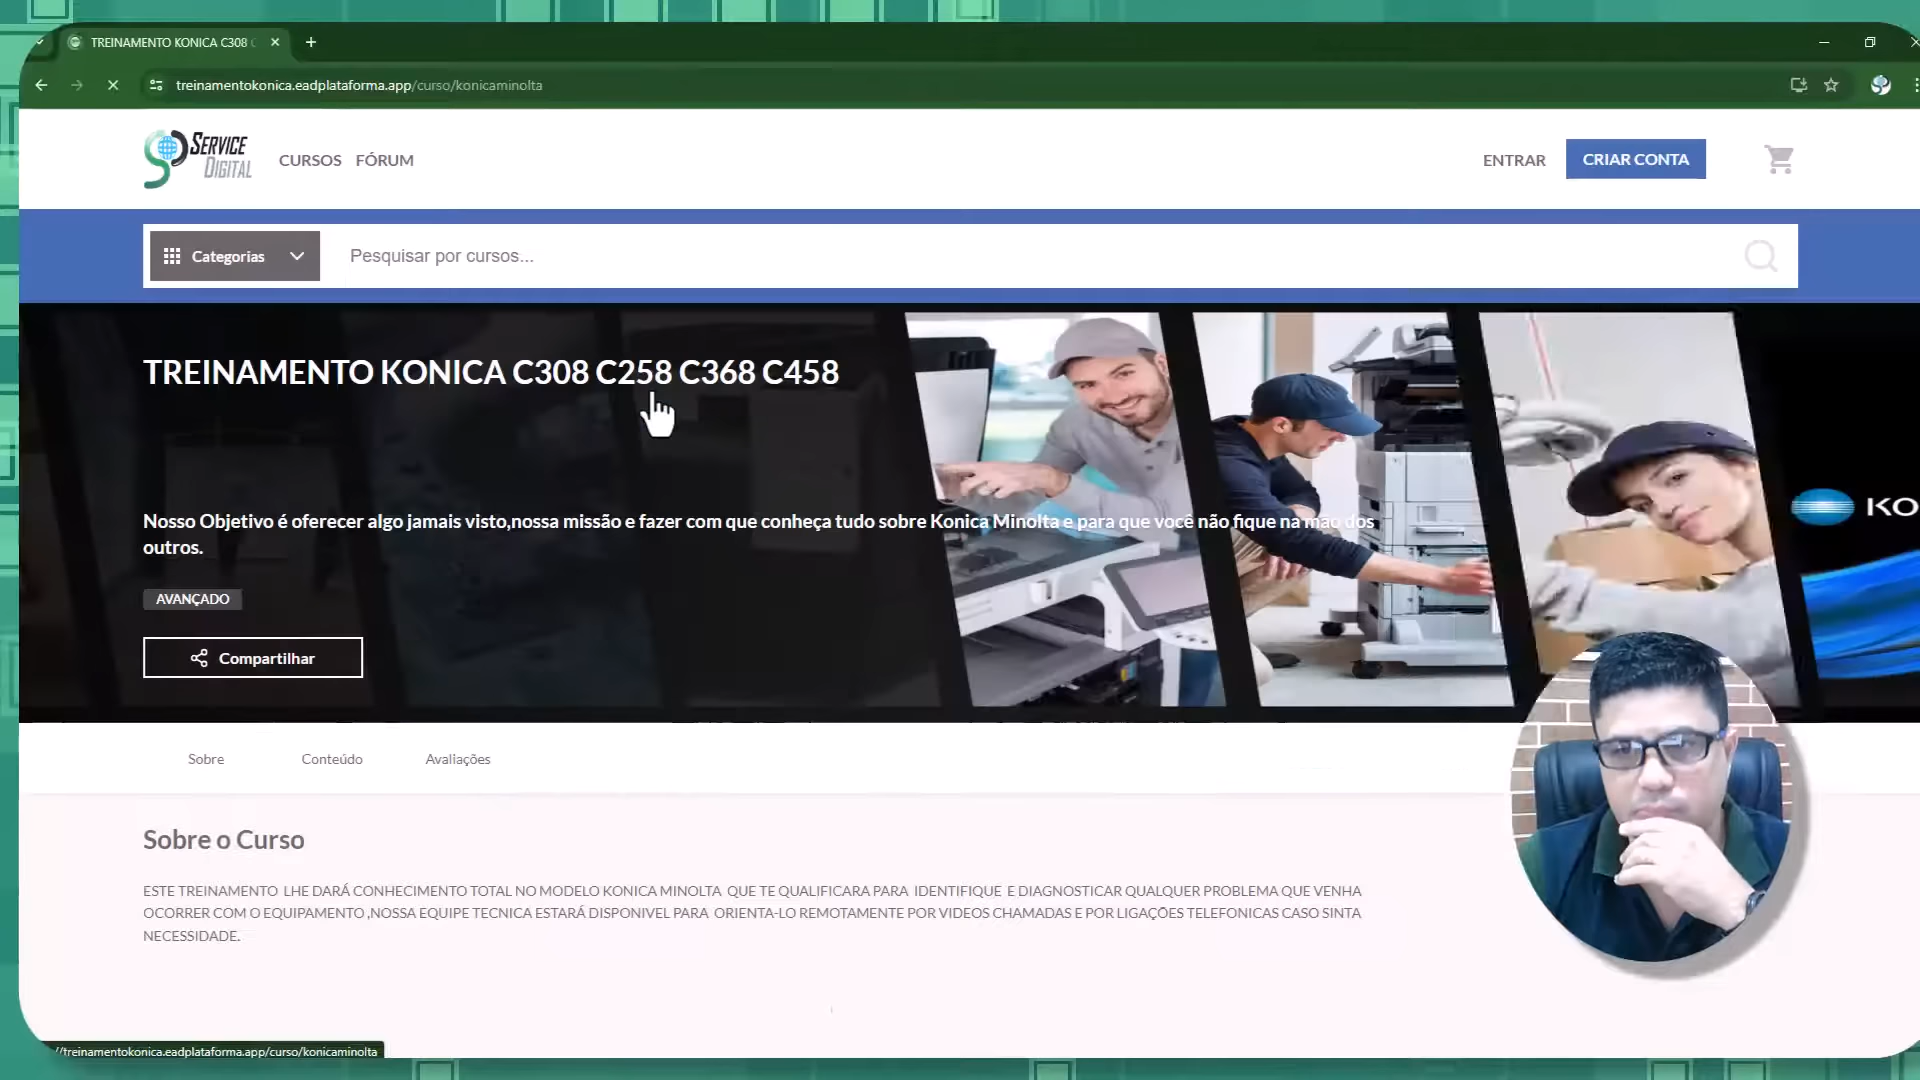 TREINAMENTO KONICA C308
treinamentokonica.eadplataforma.app/curso/konicaminolta
SERVICE
DIGITAL
CURSOS
FÓRUM
ENTRAR
CRIAR CONTA
Categorias
Pesquisar por cursos...
TREINAMENTO KONICA C308 C258 C368 C458
Nosso Objetivo é oferecer algo jamais visto,nossa missão e fazer com que conheça tudo sobre Konica Minolta e para que você não fique na mão dos
outros.
KO
AVANÇADO
Compartilhar
Sobre
Conteúdo
Avaliações
Sobre o Curso
ESTE TREINAMENTO LHE DARÁ CONHECIMENTO TOTAL NO MODELO KONICA MINOLTA QUE TE QUALIFICARA PARA IDENTIFIQUE E DIAGNOSTICAR QUALQUER PROBLEMA QUE VENHA
OCORRER COM O EQUIPAMENTO ,NOSSA EQUIPE TECNICA ESTARÁ DISPONIVEL PARA ORIENTA-LO REMOTAMENTE POR VIDEOS CHAMADAS E POR LIGAÇÕES TELEFONICAS CASO SINTA
NECESSIDADE.
//treinamentokonica.eadplataforma.app/curso/konicaminolta